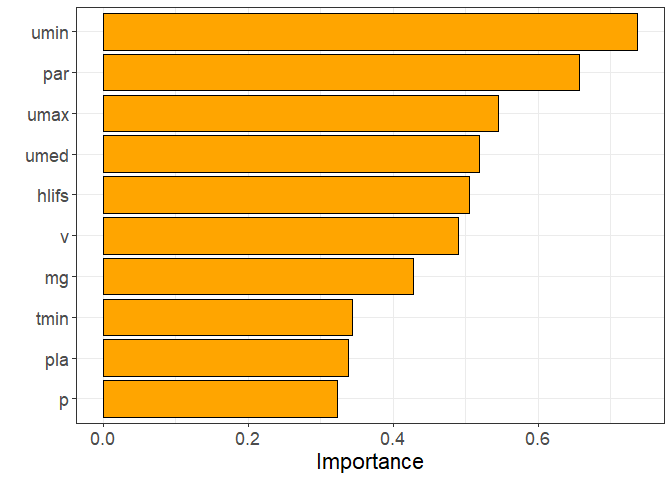 umin
par
umax
umed
hlifs
v
mg
tmin
pla
p
0.0 0.2 0.4 0.6
Importance